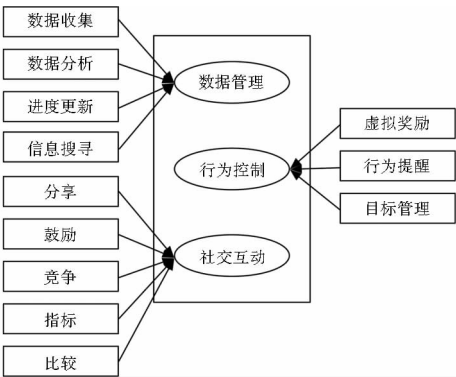 数据收集
数据分析
进度更新
信息搜寻
分享
鼓励
竞争
指标
比较
数据管理
行为控制
社交互动
虚拟奖励
行为提醒
目标管理